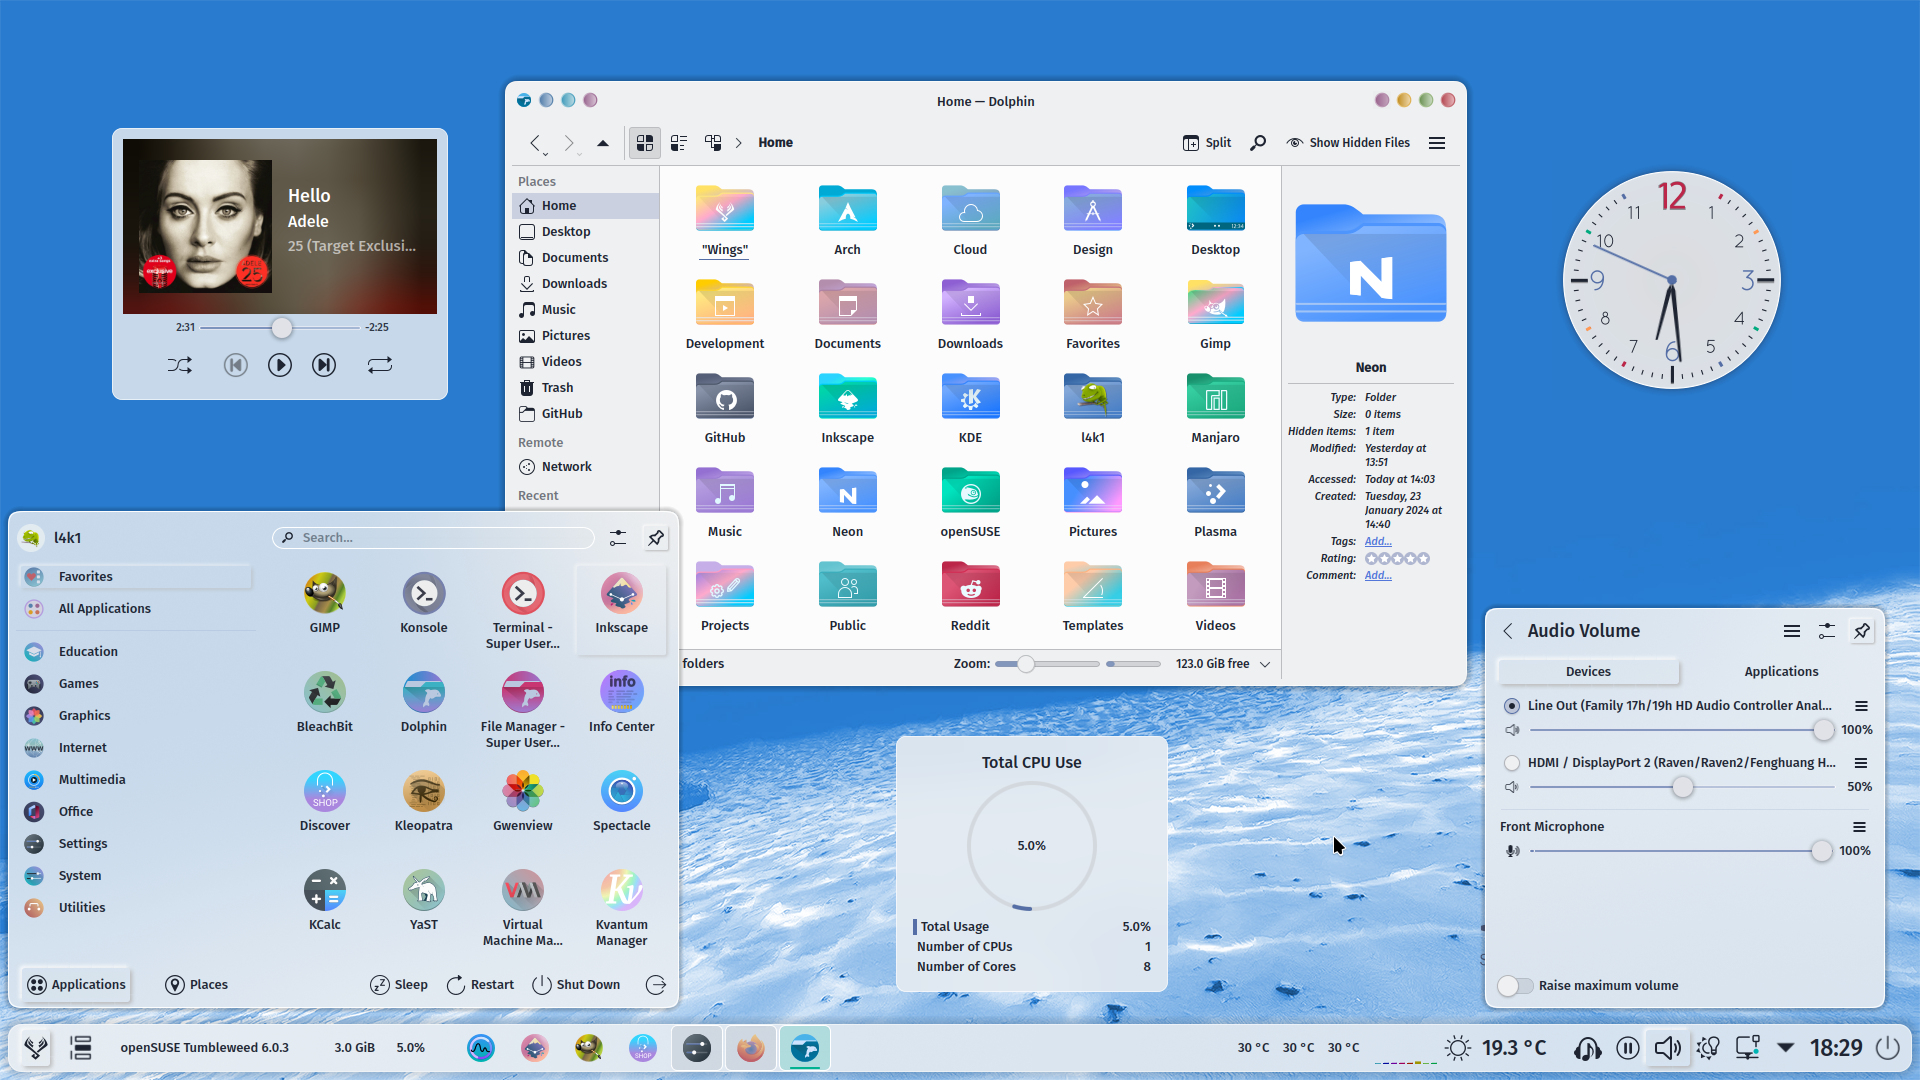 Hello
Adele
25 (Target Exclusi...
2:31
-2:25
Home — Dolphin
Home
Split
Show Hidden Files
Places
Home
Desktop
Documents
Downloads
Music
Pictures
Videos
Trash
GitHub
Remote
Network
Recent
"Wings"
Arch
Cloud
Design
Desktop
Development
Documents
Downloads
Favorites
Gimp
GitHub
Inkscape
KDE
l4k1
Manjaro
Music
Neon
openSUSE
Pictures
Plasma
Projects
Public
Reddit
Templates
Videos
folders
Zoom:
123.0 GiB free
N
Neon
Type: Folder
Size: 0 items
Hidden items: 1 item
Modified: Yesterday at
13:51
Accessed: Today at 14:03
Created: Tuesday, 23
January 2024 at
14:40
Tags: Add...
Rating:
Comment: Add...
12
1
2
3
4
5
6
7
8
9
10
11
l4k1
Search...
Favorites
All Applications
Education
Games
Graphics
Internet
Multimedia
Office
Settings
System
Utilities
GIMP
Konsole
Terminal -
Super User...
Inkscape
BleachBit
Dolphin
File Manager -
Super User...
info
Info Center
SHOP
Discover
Kleopatra
Gwenview
Spectacle
KCalc
YaST
Virtual
Machine Ma...
Kvantum
Manager
Applications
Places
Sleep
Restart
Shut Down
Total CPU Use
5.0%
Total Usage 5.0%
Number of CPUs 1
Number of Cores 8
Audio Volume
Devices
Applications
Line Out (Family 17h/19h HD Audio Controller Anal...
100%
HDMI / DisplayPort 2 (Raven/Raven2/Fenghuang H...
50%
Front Microphone
100%
Raise maximum volume
openSUSE Tumbleweed 6.0.3
3.0 GiB
5.0%
SHOP
30 °C
30 °C
30 °C
19.3 °C
18:29